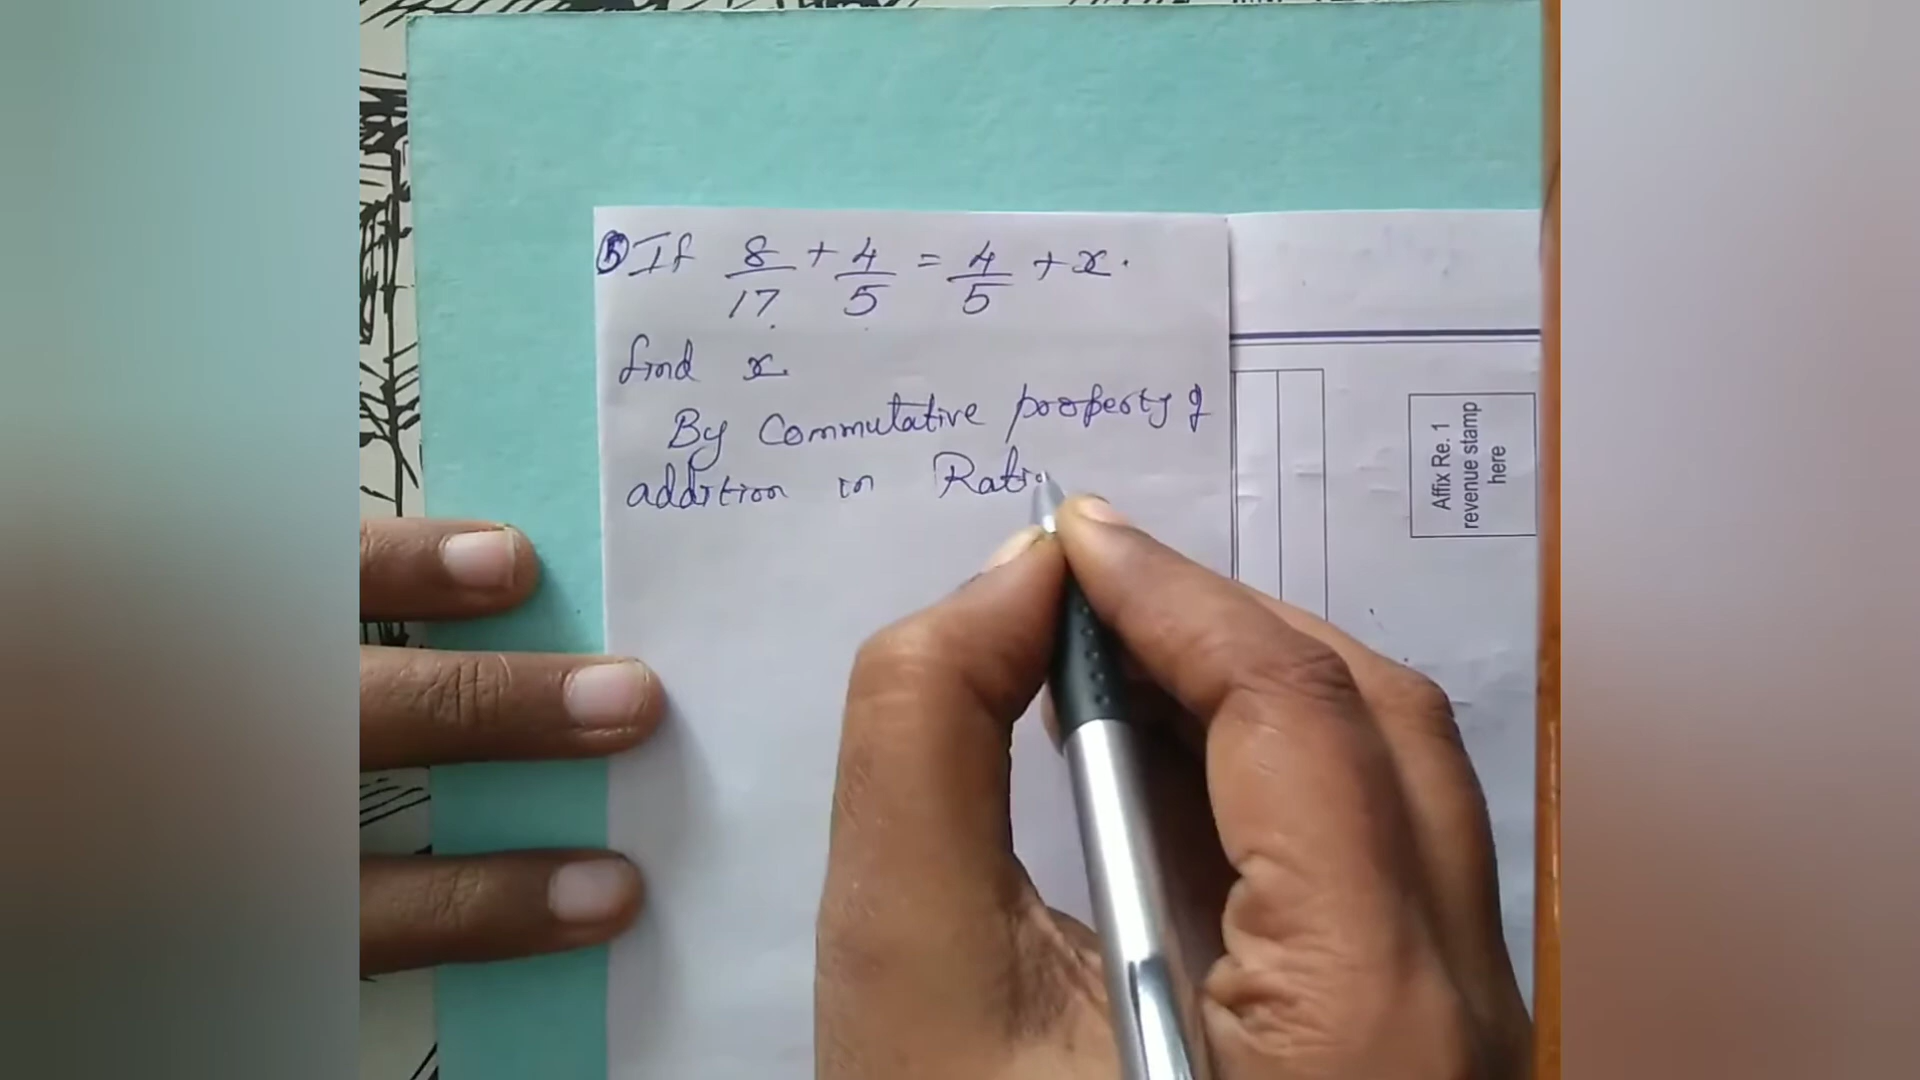 5 If 8/17 + 4/5 = 4/5 + x.
find x.
By Commutative property of
addition in Ratio
Affix Re. 1
revenue stamp
here